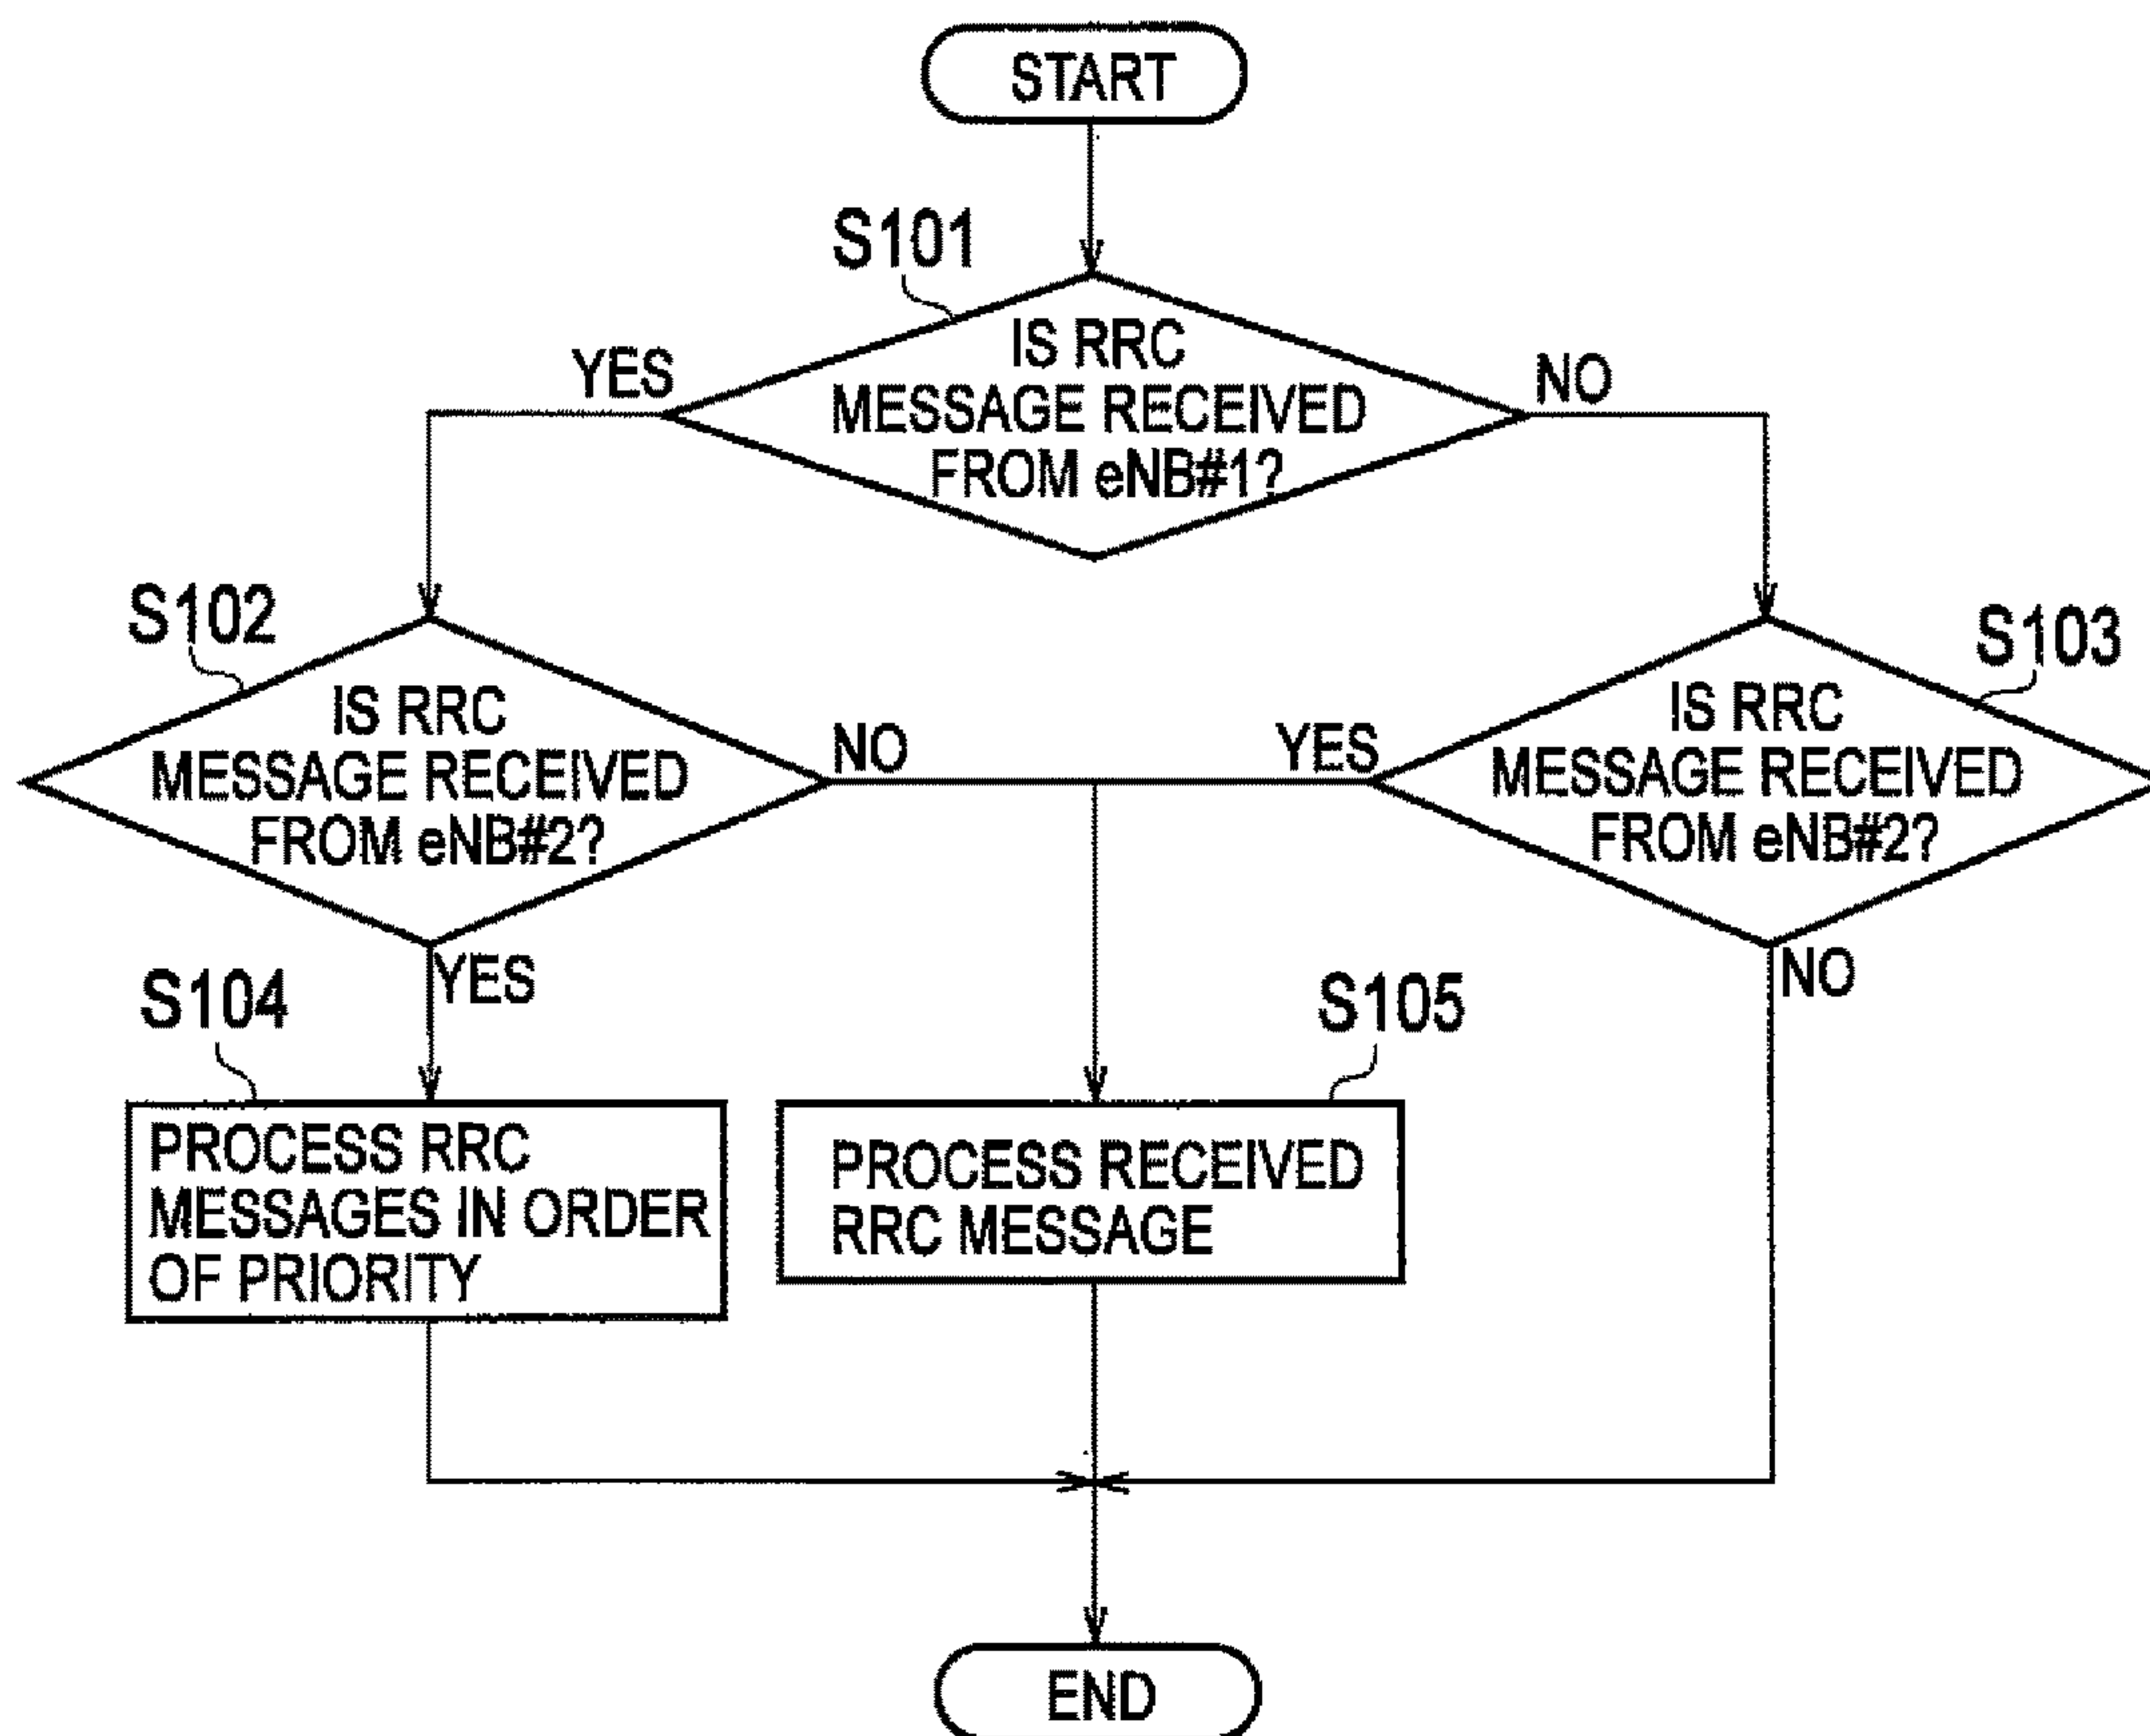 START
S101
IS RRC
MESSAGE RECEIVED
FROM eNB#1?
YES
NO
S102
IS RRC
MESSAGE RECEIVED
FROM eNB#2?
NO
YES
S103
IS RRC
MESSAGE RECEIVED
FROM eNB#2?
YES
NO
S104
PROCESS RRC
MESSAGES IN ORDER
OF PRIORITY
S105
PROCESS RECEIVED
RRC MESSAGE
END